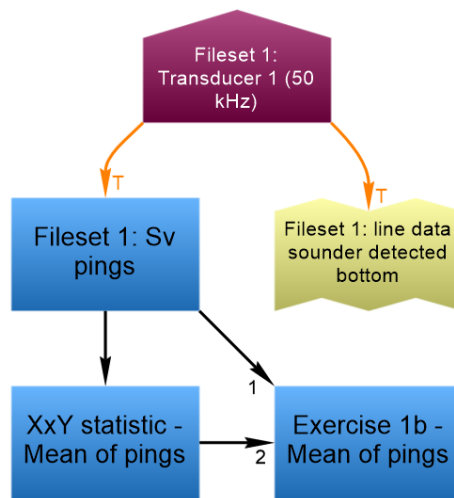 Fileset 1:
Transducer 1 (50
kHz)
T
T
Fileset 1: Sv
pings
Fileset 1: line data
sounder detected
bottom
1
XxY statistic -
Mean of pings
2
Exercise 1b -
Mean of pings